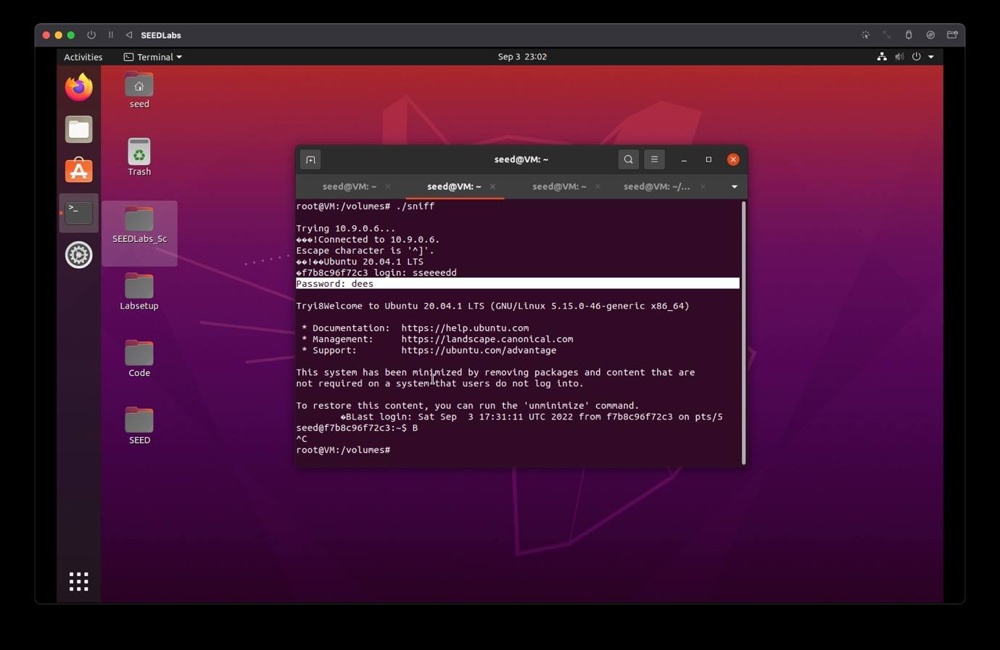 SEEDLabs
Activities
Terminal
Sep 3 23:02
seed
Trash
SEEDLabs_Sc
Labsetup
Code
SEED
seed@VM: ~
seed@VM: ~
seed@VM: ~
seed@VM: ~
seed@VM: ~/...
root@VM:/volumes# ./sniff
Trying 10.9.0.6...
���!Connected to 10.9.0.6.
Escape character is '^]'.
��!��Ubuntu 20.04.1 LTS
�f7b8c96f72c3 login: sseeeedd
Password: dees
Tryi8Welcome to Ubuntu 20.04.1 LTS (GNU/Linux 5.15.0-46-generic x86_64)
* Documentation: https://help.ubuntu.com
* Management: https://landscape.canonical.com
* Support: https://ubuntu.com/advantage
This system has been minimized by removing packages and content that are
not required on a system that users do not log into.
To restore this content, you can run the 'unminimize' command.
�BLast login: Sat Sep 3 17:31:11 UTC 2022 from f7b8c96f72c3 on pts/5
seed@f7b8c96f72c3:~$ B
^C
root@VM:/volumes#